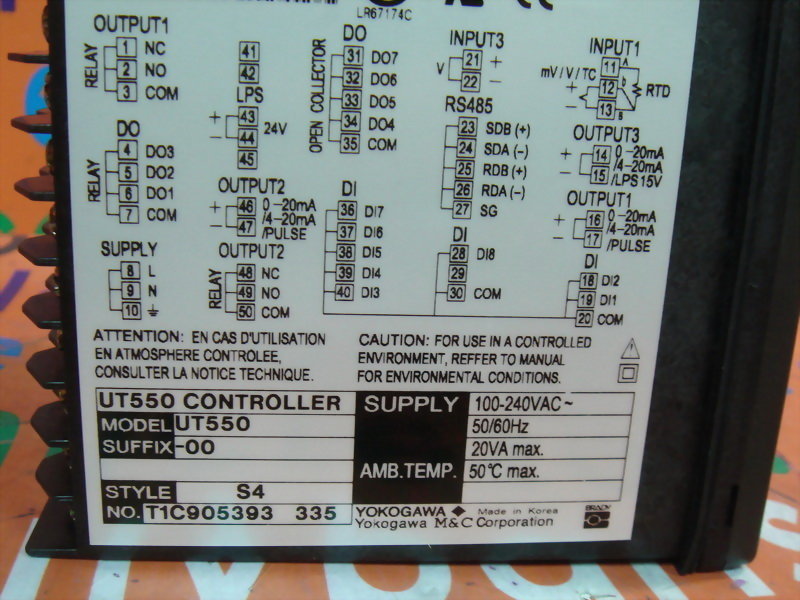 LR67174C
OUTPUT1
RELAY
1 NC
2 NO
3 COM
DO
RELAY
4 DO3
5 DO2
6 DO1
7 COM
SUPPLY
8 L
9 N
10
41
42
LPS
+ 43
24V
- 44
45
OUTPUT2
+ 46 0-20mA
- 47 /4-20mA
/PULSE
OUTPUT2
RELAY
48 NC
49 NO
50 COM
DO
OPEN COLLECTOR
31 DO7
32 DO6
33 DO5
34 DO4
35 COM
DI
36 DI7
37 DI6
38 DI5
39 DI4
40 DI3
INPUT3
V
21 +
22 -
RS485
23 SDB (+)
24 SDA (-)
25 RDB (+)
26 RDA (-)
27 SG
DI
28 DI8
29
30 COM
INPUT1
mV/V/TC
11 A
+ 12 b
- 13 B
RTD
OUTPUT3
+ 14 0-20mA
/4-20mA
- 15 /LPS15V
OUTPUT1
+ 16 0-20mA
/4-20mA
- 17 /PULSE
DI
18 DI2
19 DI1
20 COM
ATTENTION: EN CAS D'UTILISATION
EN ATMOSPHERE CONTROLEE,
CONSULTER LA NOTICE TECHNIQUE.
CAUTION: FOR USE IN A CONTROLLED
ENVIRONMENT, REFFER TO MANUAL
FOR ENVIRONMENTAL CONDITIONS.
UT550 CONTROLLER
MODEL UT550
SUFFIX -00
STYLE S4
NO. T1C905393 335
SUPPLY 100-240VAC~
50/60Hz
20VA max.
AMB.TEMP. 50°C max.
YOKOGAWA Made in Korea
Yokogawa M&C Corporation
BRADY